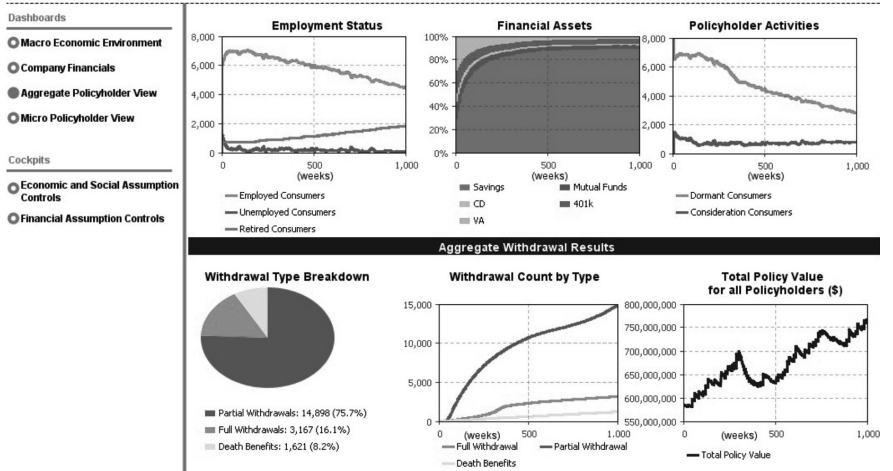 Dashboards
Macro Economic Environment
Company Financials
Aggregate Policyholder View
Micro Policyholder View
Cockpits
Economic and Social Assumption
Controls
Financial Assumption Controls
Employment Status
8,000
6,000
4,000
2,000
0
500
1,000
(weeks)
Employed Consumers
Unemployed Consumers
Retired Consumers
Financial Assets
100%
80%
60%
40%
20%
0%
0
500
1,000
(weeks)
Savings
Mutual Funds
CD
401k
VA
Policyholder Activities
8,000
6,000
4,000
2,000
0
500
1,000
(weeks)
Dormant Consumers
Consideration Consumers
Aggregate Withdrawal Results
Withdrawal Type Breakdown
Partial Withdrawals: 14,898 (75.7%)
Full Withdrawals: 3,167 (16.1%)
Death Benefits: 1,621 (8.2%)
Withdrawal Count by Type
15,000
10,000
5,000
0
500
1,000
(weeks)
Full Withdrawal
Partial Withdrawal
Death Benefits
Total Policy Value
for all Policyholders ($)
800,000,000
750,000,000
700,000,000
650,000,000
600,000,000
550,000,000
0
500
1,000
(weeks)
Total Policy Value